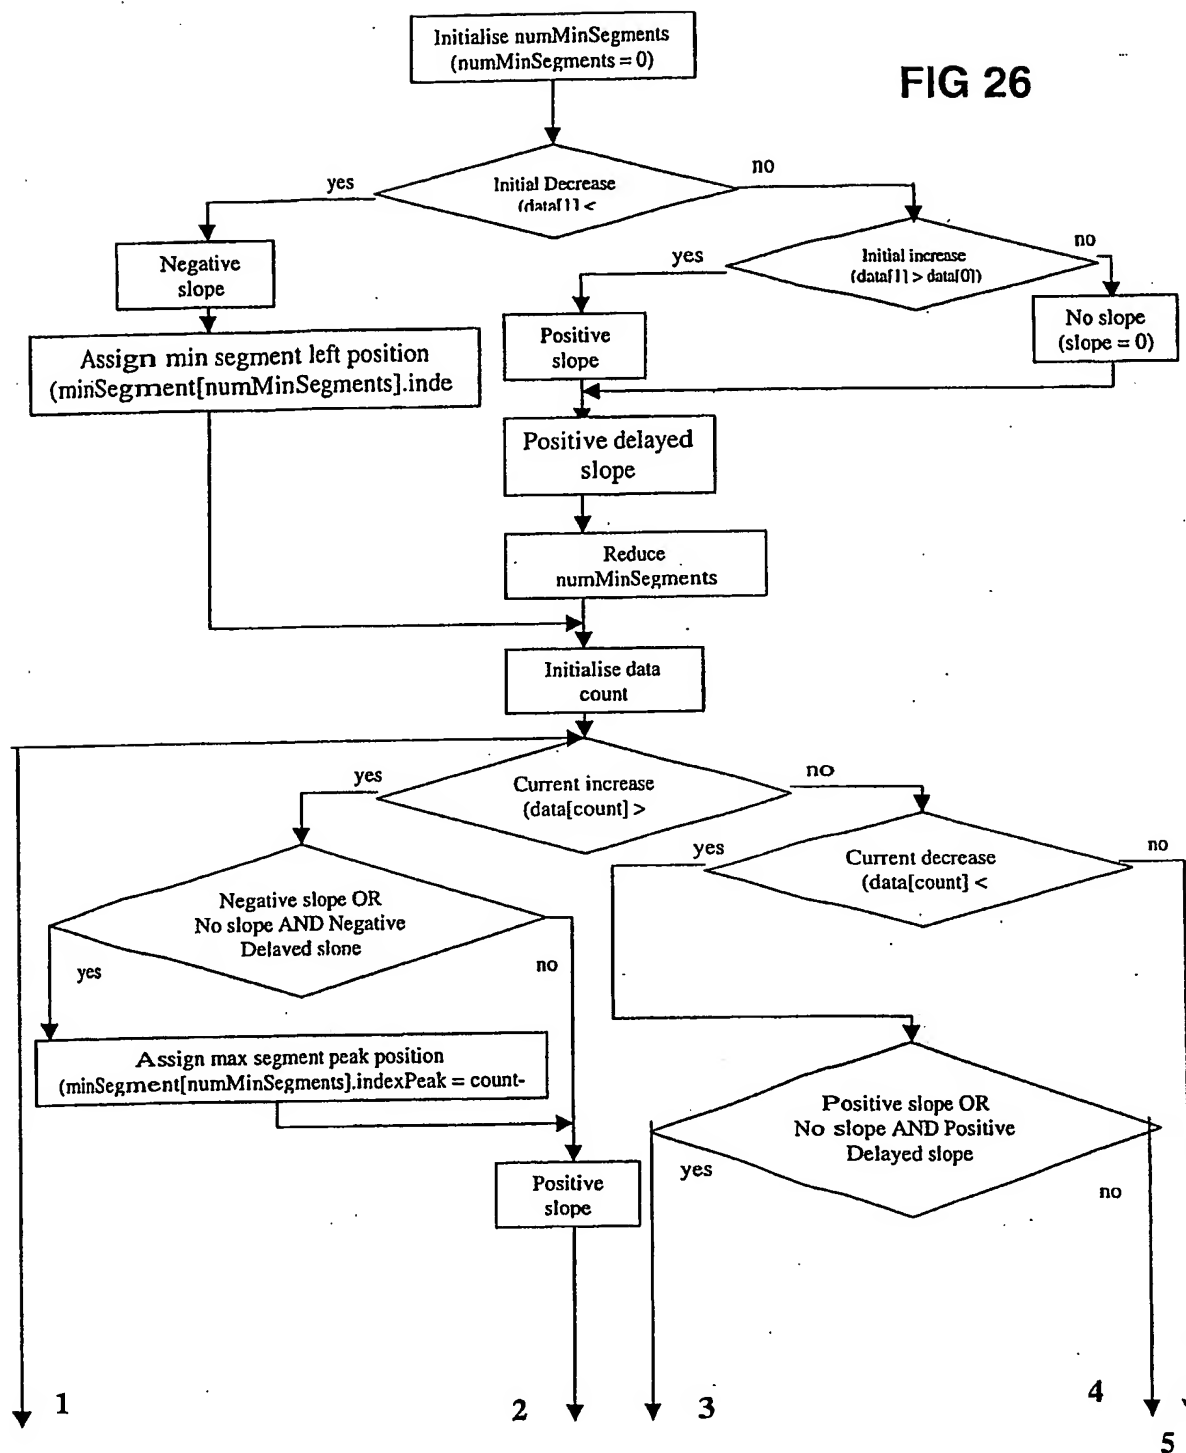 Initialise numMinSegments
(numMinSegments = 0)
FIG 26
yes
Initial Decrease
(data[1] <
no
Negative
slope
yes
Initial increase
(data[1] > data[0])
no
Assign min segment left position
(minSegment[numMinSegments].inde
Positive
slope
No slope
(slope = 0)
Positive delayed
slope
Reduce
numMinSegments
Initialise data
count
yes
Current increase
(data[count] >
no
yes
Current decrease
(data[count] <
no
Negative slope OR
No slope AND Negative
Delayed slope
yes
no
Assign max segment peak position
(minSegment[numMinSegments].indexPeak = count-
Positive slope OR
No slope AND Positive
Delayed slope
yes
no
Positive
slope
1
2
3
4
5